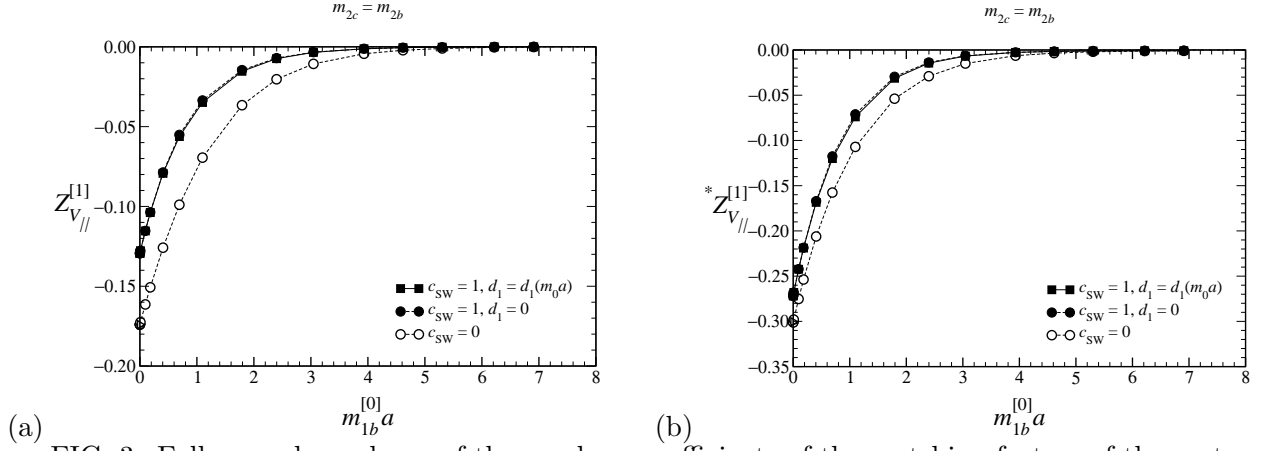 m_{2c} = m_{2b}
0.00
−0.05
−0.10
−0.15
−0.20
Z_{V_{//}}^{[1]}
c_{SW} = 1, d_1 = d_1(m_0a)
c_{SW} = 1, d_1 = 0
c_{SW} = 0
0 1 2 3 4 5 6 7 8
m_{1b}^{[0]}a
(a)
m_{2c} = m_{2b}
0.00
−0.05
−0.10
−0.15
−0.20
−0.25
−0.30
−0.35
*Z_{V_{//}}^{[1]}
c_{SW} = 1, d_1 = d_1(m_0a)
c_{SW} = 1, d_1 = 0
c_{SW} = 0
0 1 2 3 4 5 6 7 8
m_{1b}^{[0]}a
(b)